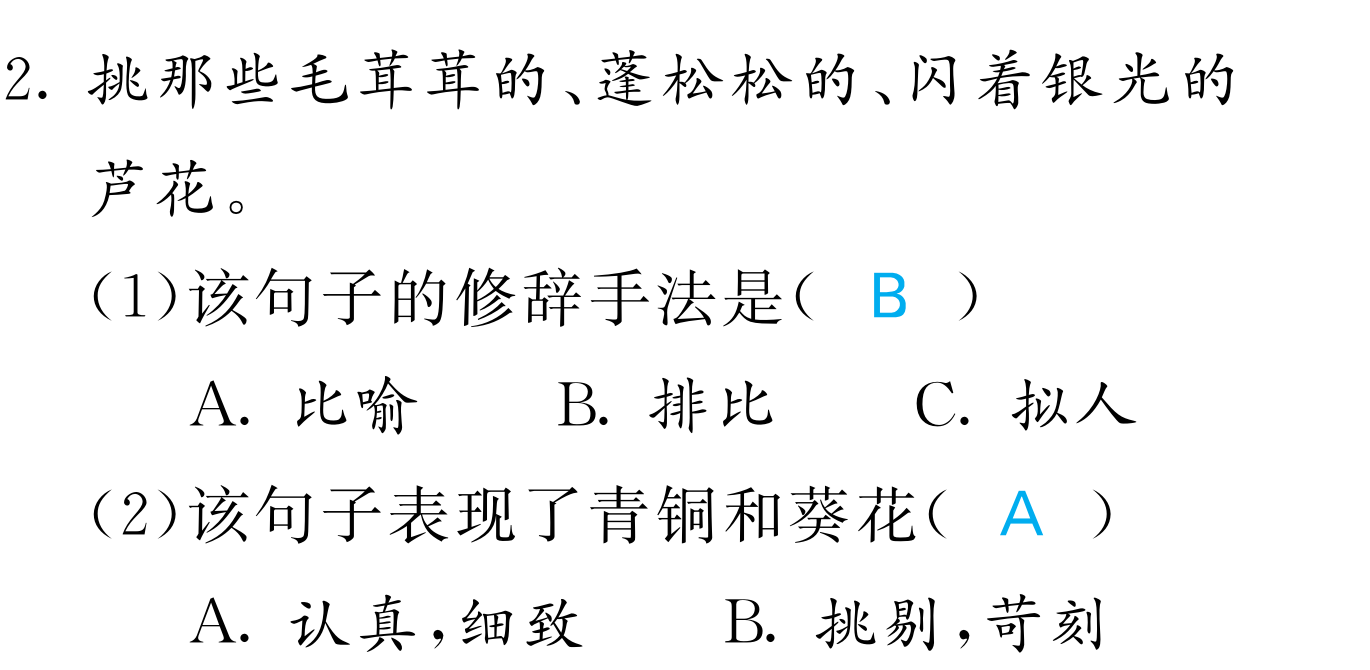 2. 挑那些毛茸茸的、蓬松松的、闪着银光的
芦花。
(1)该句子的修辞手法是( B )
A. 比喻 B. 排比 C. 拟人
(2)该句子表现了青铜和葵花( A )
A. 认真,细致 B. 挑剔,苛刻